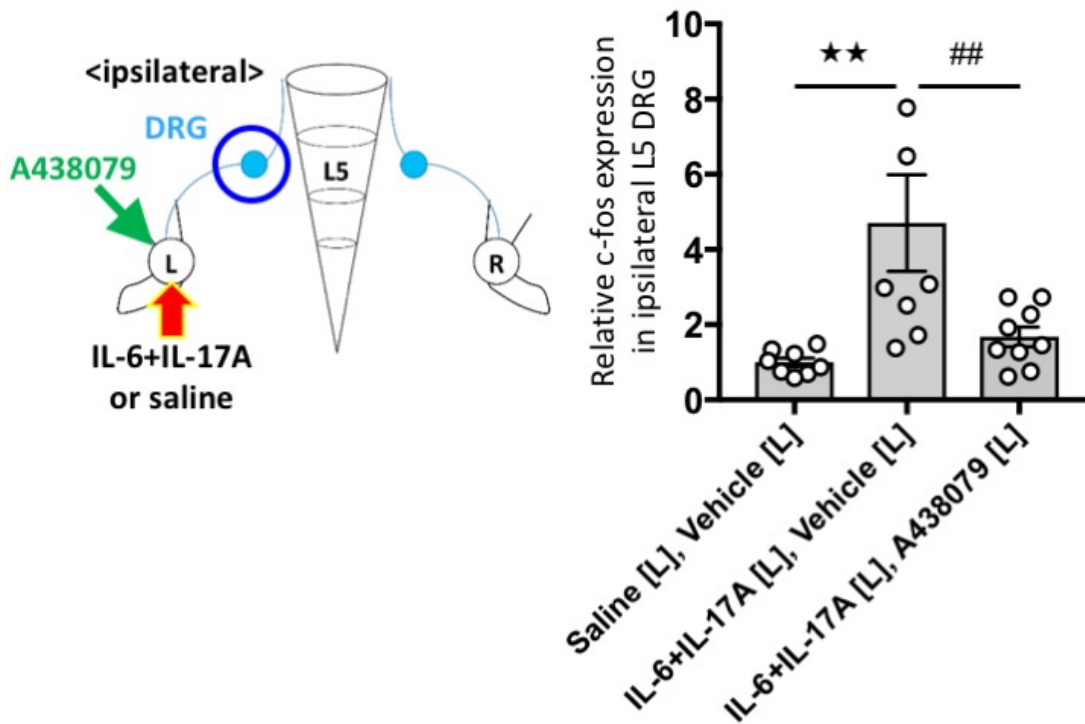 <ipsilateral>
DRG
A438079
L5
L
R
IL-6+IL-17A
or saline
Relative c-fos expression
in ipsilateral L5 DRG
10
8
6
4
2
0
★★
##
Saline [L], Vehicle [L]
IL-6+IL-17A [L], Vehicle [L]
IL-6+IL-17A [L], A438079 [L]